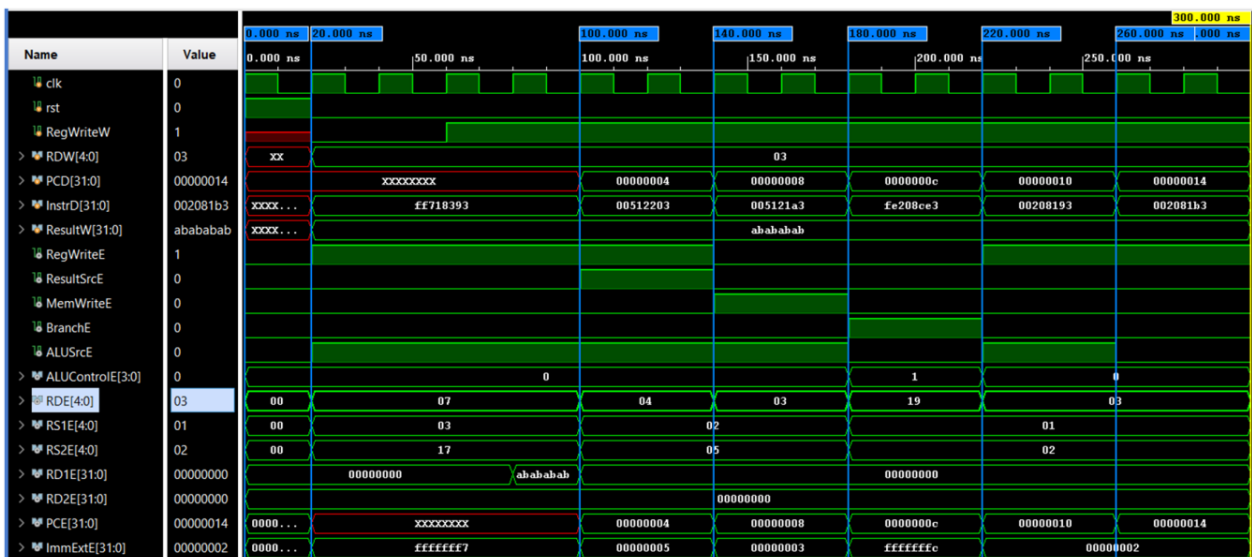 300.000 ns
0.000 ns 20.000 ns 100.000 ns 140.000 ns 180.000 ns 220.000 ns 260.000 ns .000 ns
Name Value 0.000 ns 50.000 ns 100.000 ns 150.000 ns 200.000 ns 250.000 ns
clk 0
rst 0
RegWriteW 1
RDW[4:0] 03 XX 03
PCD[31:0] 00000014 XXXXXXXX 00000004 00000008 0000000c 00000010 00000014
InstrD[31:0] 002081b3 XXXX... ff718393 00512203 005121a3 fe208ce3 00208193 002081b3
ResultW[31:0] abababab XXXX... abababab
RegWriteE 1
ResultSrcE 0
MemWriteE 0
BranchE 0
ALUSrcE 0
ALUControlE[3:0] 0 0 1 0
RDE[4:0] 03 00 07 04 03 19 03
RS1E[4:0] 01 00 03 02 01
RS2E[4:0] 02 00 17 05 02
RD1E[31:0] 00000000 00000000 abababab 00000000
RD2E[31:0] 00000000 00000000
PCE[31:0] 00000014 0000... XXXXXXXX 00000004 00000008 0000000c 00000010 00000014
ImmExtE[31:0] 00000002 0000... fffffff7 00000005 00000003 fffffffc 00000002